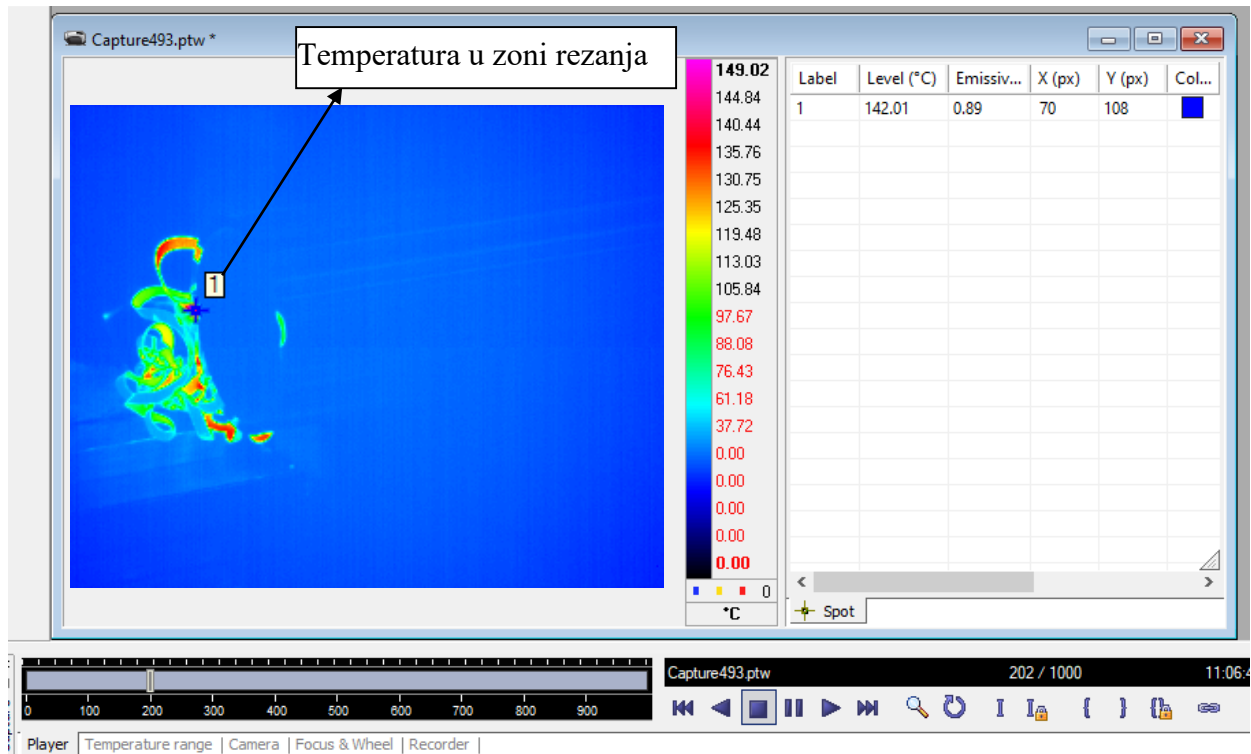 Capture493.ptw *
Temperatura u zoni rezanja
149.02
144.84
140.44
135.76
130.75
125.35
119.48
113.03
105.84
97.67
88.08
76.43
61.18
37.72
0.00
0.00
0.00
0.00
0.00
0
°C
Label Level (°C) Emissiv... X (px) Y (px) Col...
1 142.01 0.89 70 108
1
Spot
Capture493.ptw 202 / 1000 11:06:4
0 100 200 300 400 500 600 700 800 900
Player Temperature range Camera Focus & Wheel Recorder